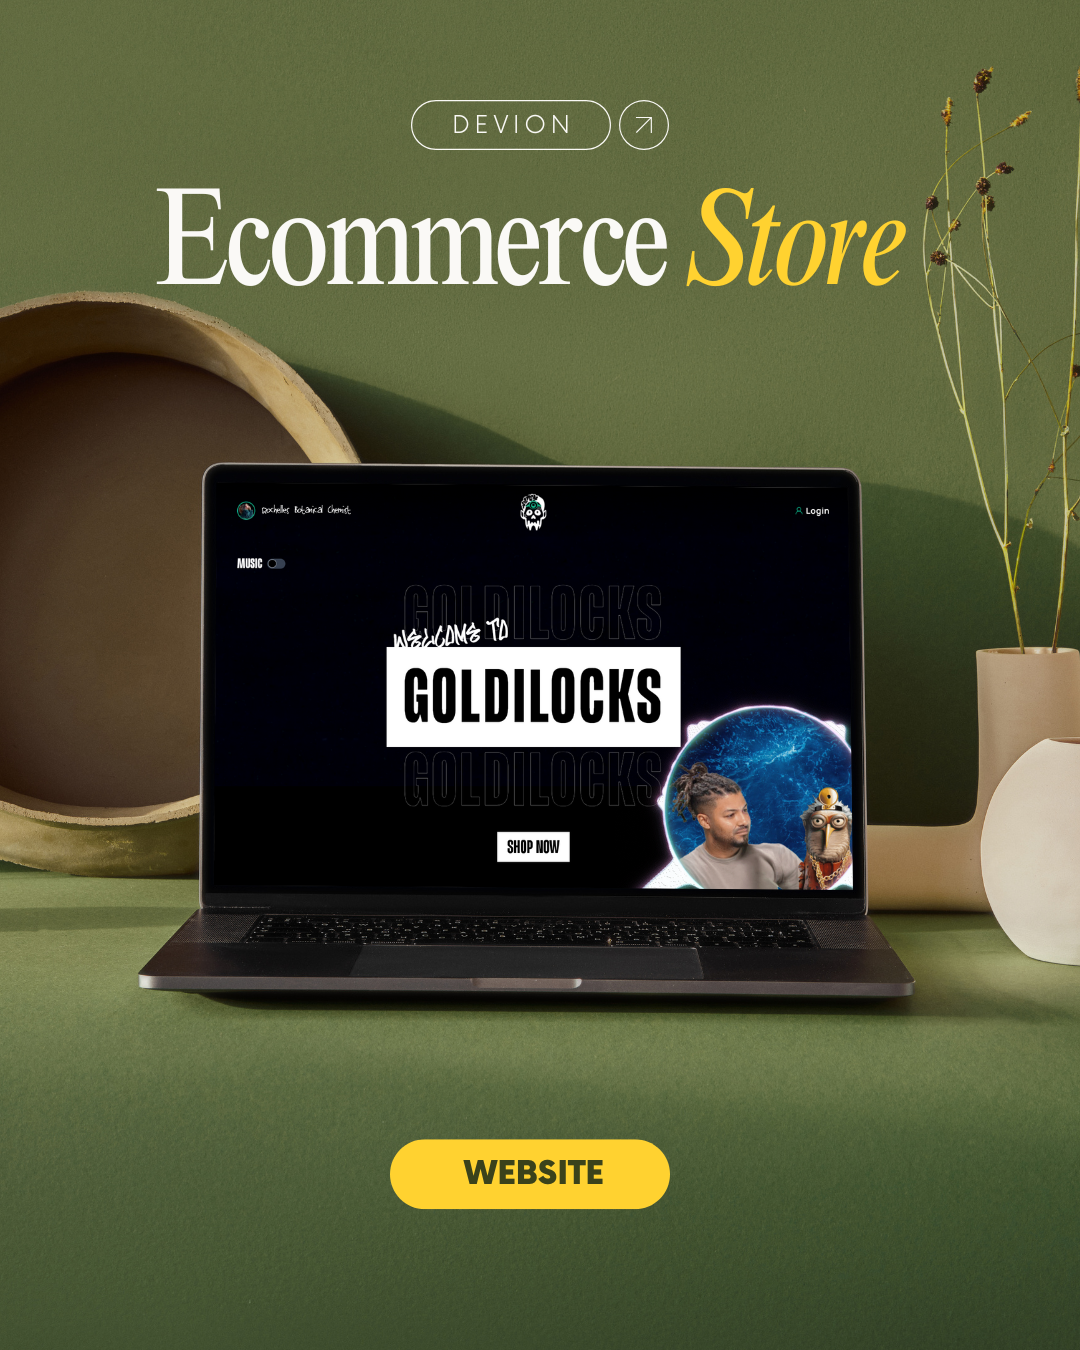 DEVION
Ecommerce Store
Rochelles Botanical Chemist
Login
MUSIC
GOLDILOCKS
WELCOME TO
GOLDILOCKS
GOLDILOCKS
SHOP NOW
WEBSITE